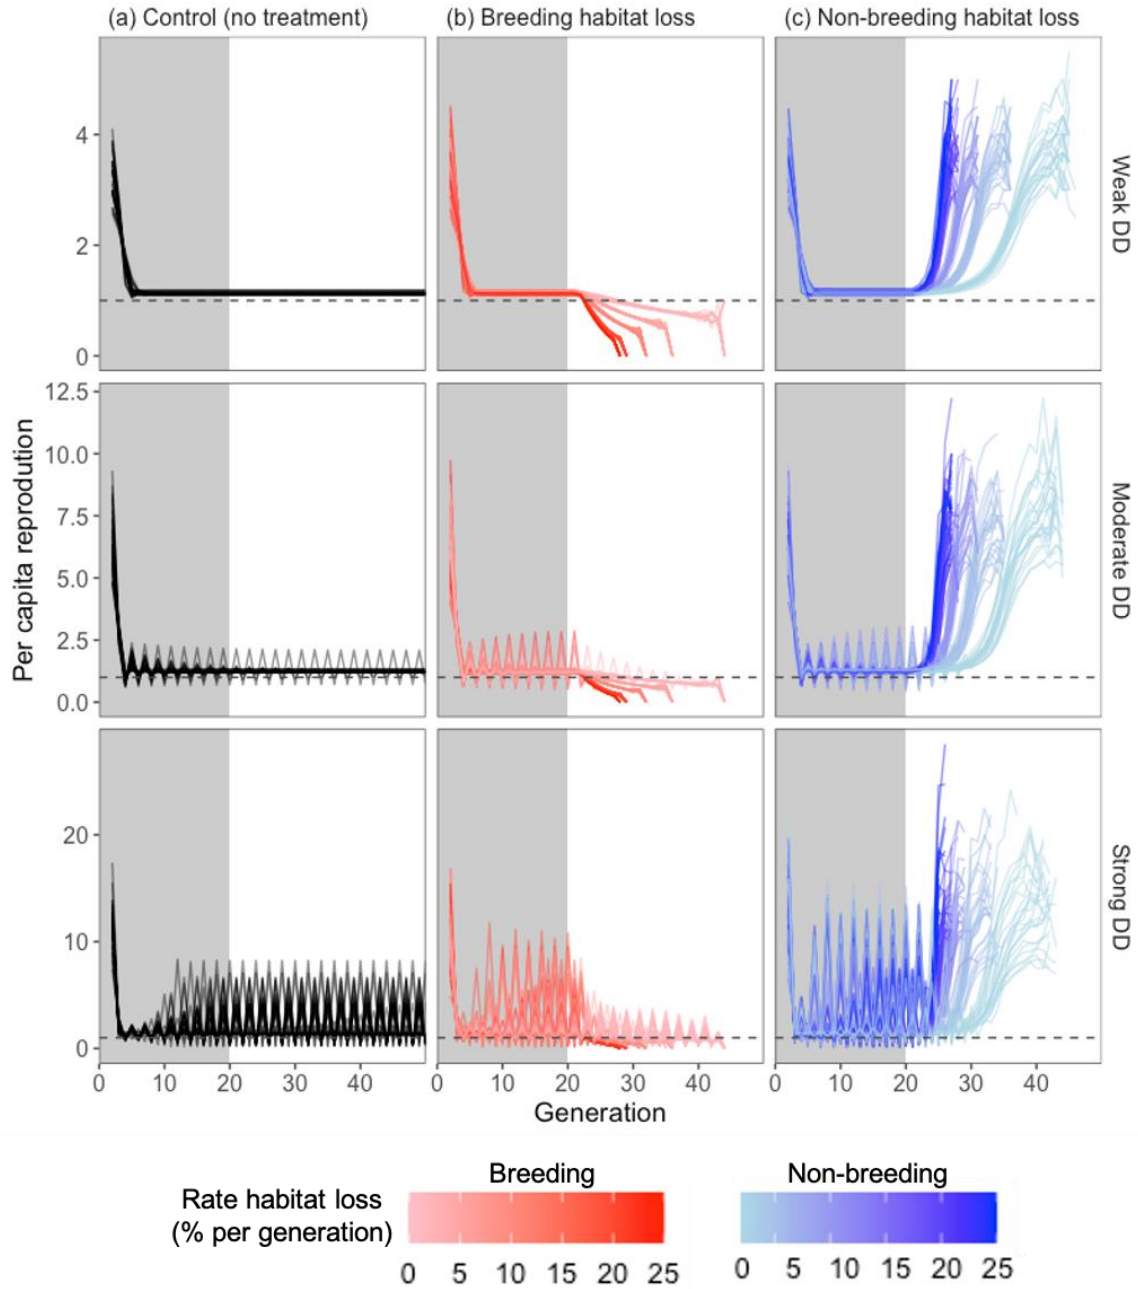 (a) Control (no treatment) (b) Breeding habitat loss (c) Non-breeding habitat loss
4
2
0
Weak DD
12.5
10.0
7.5
5.0
2.5
0.0
Moderate DD
Per capita reprodution
20
10
0
Strong DD
0 10 20 30 40 0 10 20 30 40 0 10 20 30 40
Generation
Breeding Non-breeding
Rate habitat loss
(% per generation)
0 5 10 15 20 25 0 5 10 15 20 25